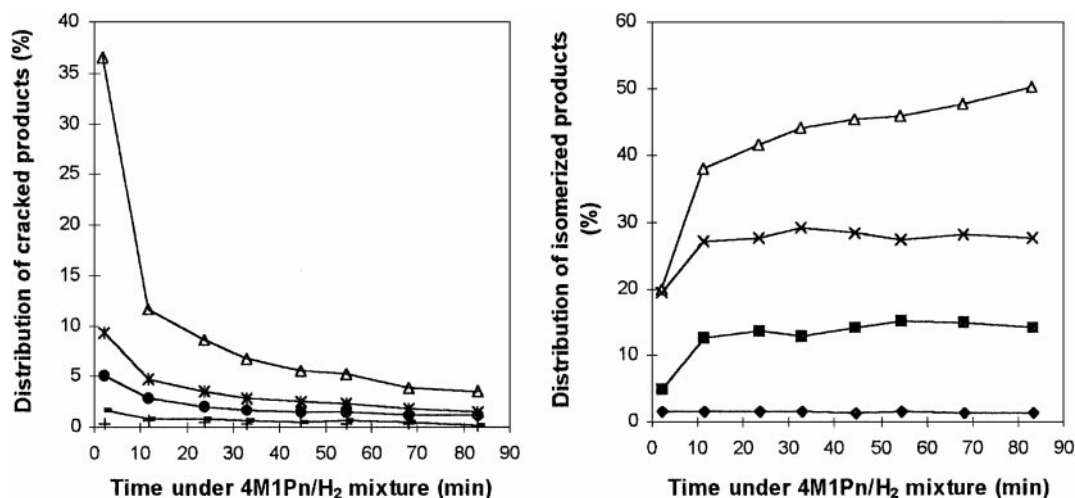 Distribution of cracked products (%)
40
35
30
25
20
15
10
5
0
0 10 20 30 40 50 60 70 80 90
Time under 4M1Pn/H₂ mixture (min)
Distribution of isomerized products
(%)
60
50
40
30
20
10
0
0 10 20 30 40 50 60 70 80 90
Time under 4M1Pn/H₂ mixture (min)